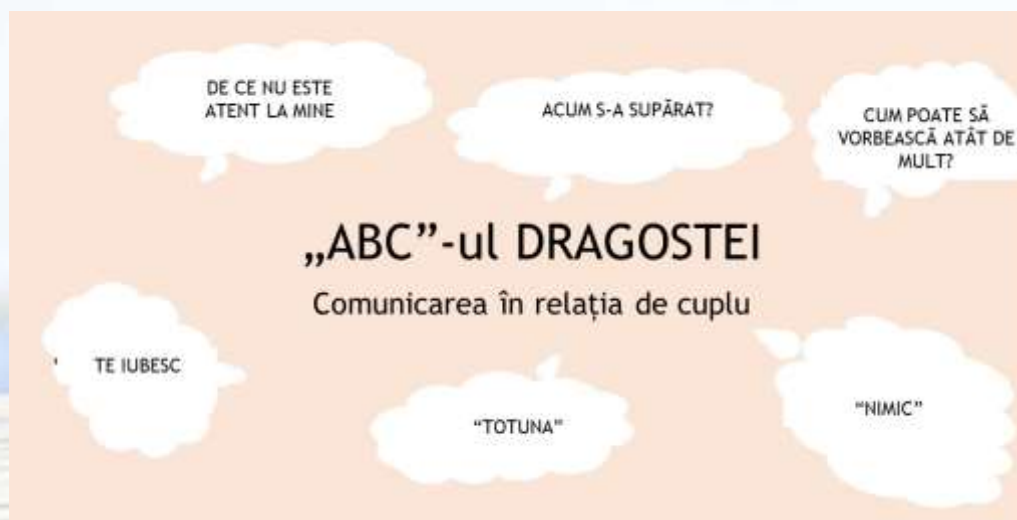 DE CE NU ESTE
ATENT LA MINE
ACUM S-A SUPĂRAT?
CUM POATE SĂ
VORBEASCĂ ATÂT DE
MULT?
„ABC”-ul DRAGOSTEI
Comunicarea în relația de cuplu
TE IUBESC
“TOTUNA”
“NIMIC”